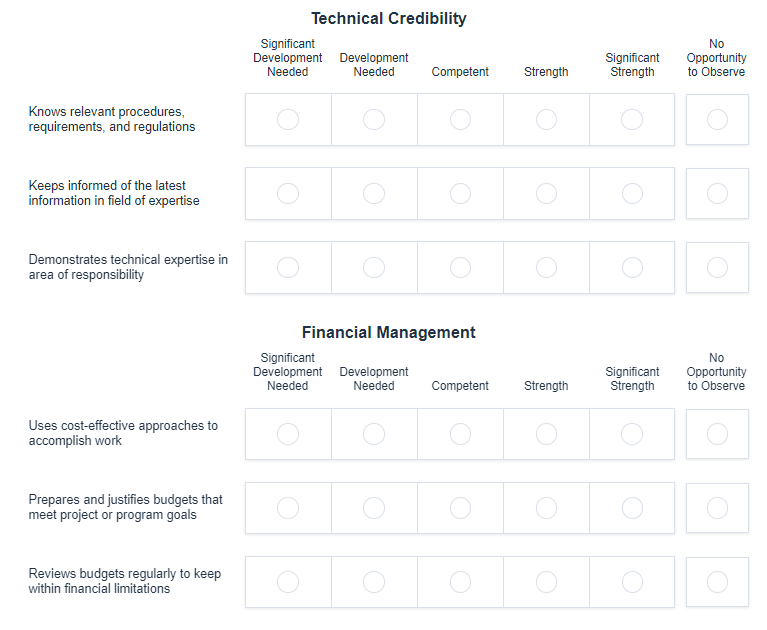 Technical Credibility
Significant
Development
Needed
Development
Needed
Competent
Strength
Significant
Strength
No
Opportunity
to Observe
Knows relevant procedures,
requirements, and regulations
Keeps informed of the latest
information in field of expertise
Demonstrates technical expertise in
area of responsibility
Financial Management
Significant
Development
Needed
Development
Needed
Competent
Strength
Significant
Strength
No
Opportunity
to Observe
Uses cost-effective approaches to
accomplish work
Prepares and justifies budgets that
meet project or program goals
Reviews budgets regularly to keep
within financial limitations